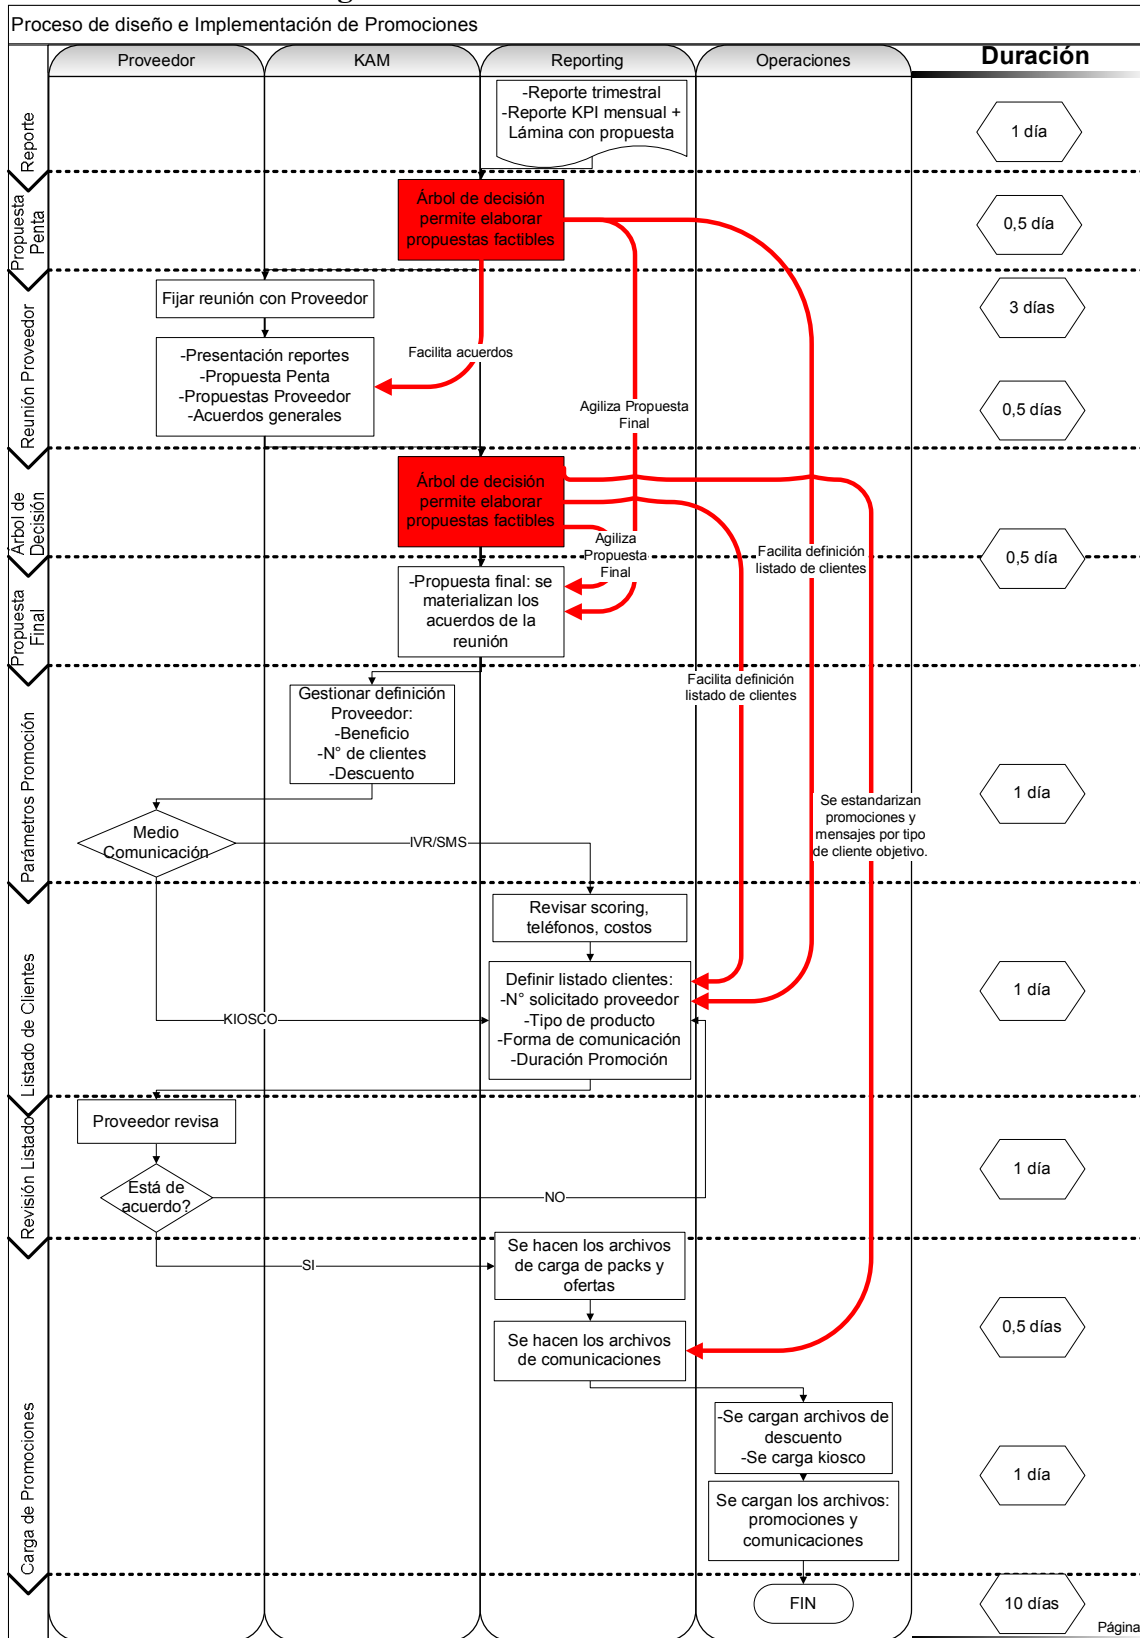 Proceso de diseño e Implementación de Promociones
Proveedor
KAM
Reporting
Operaciones
Duración
Reporte
-Reporte trimestral
-Reporte KPI mensual +
Lámina con propuesta
1 día
Propuesta
Penta
Árbol de decisión
permite elaborar
propuestas factibles
0,5 día
Reunión Proveedor
Fijar reunión con Proveedor
3 días
-Presentación reportes
-Propuesta Penta
-Propuestas Proveedor
-Acuerdos generales
Facilita acuerdos
Agiliza Propuesta
Final
0,5 días
Árbol de
Decisión
Árbol de decisión
permite elaborar
propuestas factibles
Agiliza
Propuesta
Final
Facilita definición
listado de clientes
0,5 día
Propuesta
Final
-Propuesta final: se
materializan los
acuerdos de la
reunión
Facilita definición
listado de clientes
Parámetros Promoción
Gestionar definición
Proveedor:
-Beneficio
-N° de clientes
-Descuento
1 día
Se estandarizan
promociones y
mensajes por tipo
de cliente objetivo.
Medio
Comunicación
IVR/SMS
Listado de Clientes
Revisar scoring,
teléfonos, costos
Definir listado clientes:
-N° solicitado proveedor
-Tipo de producto
-Forma de comunicación
-Duración Promoción
KIOSCO
1 día
Revisión Listado
Proveedor revisa
Está de
acuerdo?
NO
1 día
SI
Carga de Promociones
Se hacen los archivos
de carga de packs y
ofertas
Se hacen los archivos
de comunicaciones
0,5 días
-Se cargan archivos de
descuento
-Se carga kiosco
1 día
Se cargan los archivos:
promociones y
comunicaciones
FIN
10 días
Página